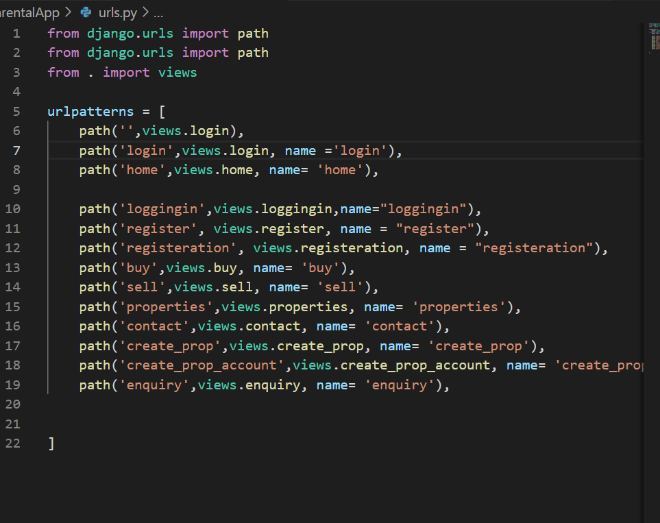 rentalApp > urls.py > ...
1 from django.urls import path
2 from django.urls import path
3 from . import views
4
5 urlpatterns = [
6     path('',views.login),
7     path('login',views.login, name ='login'),
8     path('home',views.home, name= 'home'),
9
10     path('loggingin',views.loggingin,name="loggingin"),
11     path('register', views.register, name = "register"),
12     path('registeration', views.registeration, name = "registeration"),
13     path('buy',views.buy, name= 'buy'),
14     path('sell',views.sell, name= 'sell'),
15     path('properties',views.properties, name= 'properties'),
16     path('contact',views.contact, name= 'contact'),
17     path('create_prop',views.create_prop, name= 'create_prop'),
18     path('create_prop_account',views.create_prop_account, name= 'create_prop
19     path('enquiry',views.enquiry, name= 'enquiry'),
20
21
22 ]